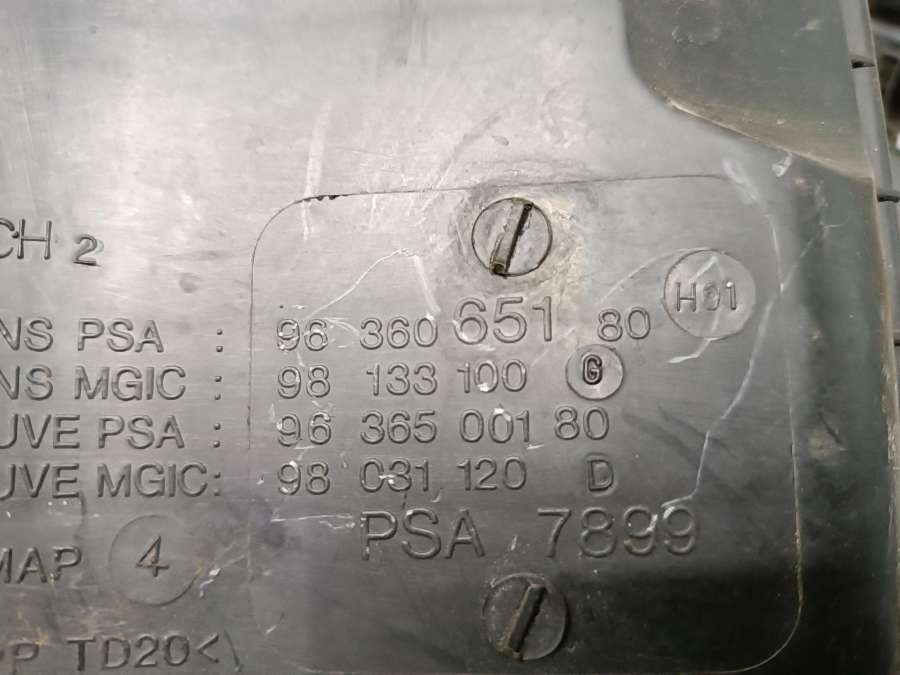 CH 2
H01
NS PSA : 96 360 651 80
NS MGIC : 98 133 100 G
UVE PSA : 96 365 001 80
UVE MGIC: 98 031 120 D
PSA 7899
MAP 4
P TD20<